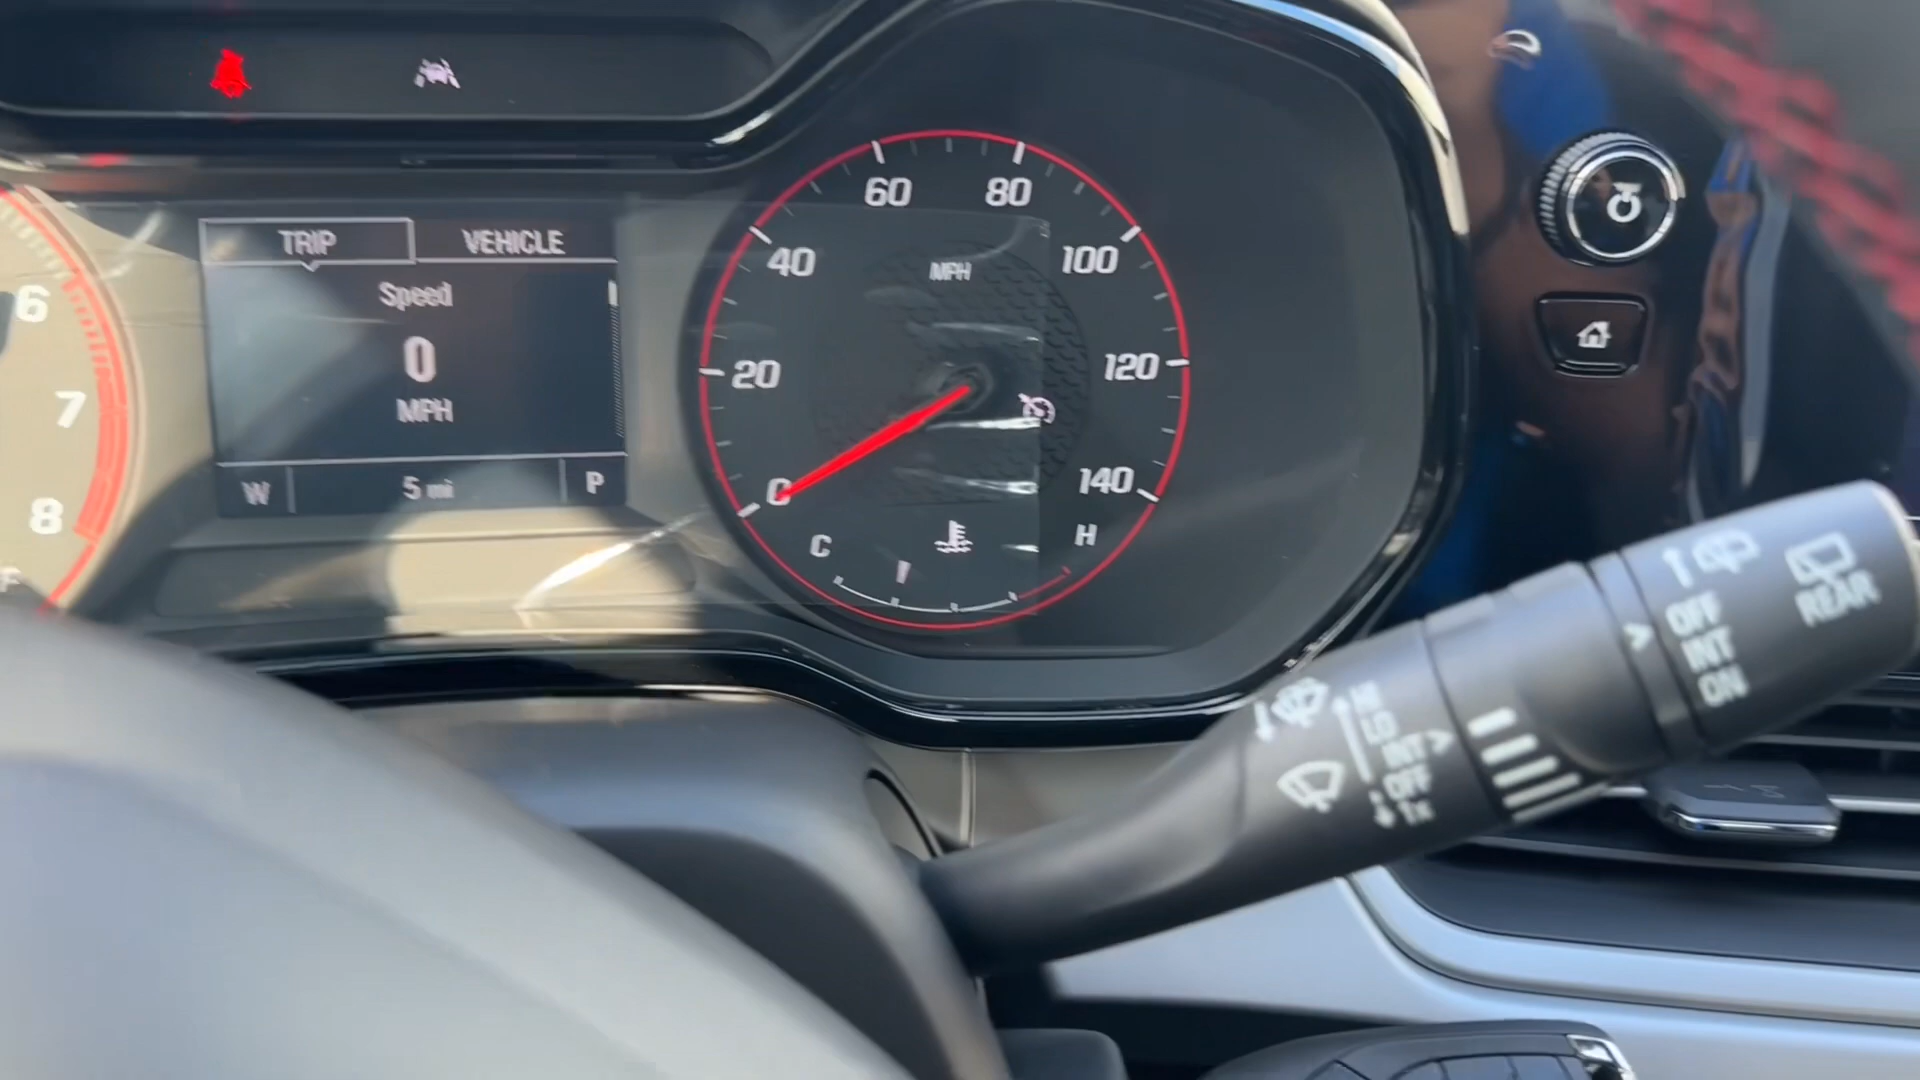 TRIP VEHICLE
Speed
0
MPH
W 5 mi P
6
7
8
F
0
20
40
60
80
100
120
140
MPH
C H
HI
LO
INT
OFF
1x
OFF
INT
ON
REAR